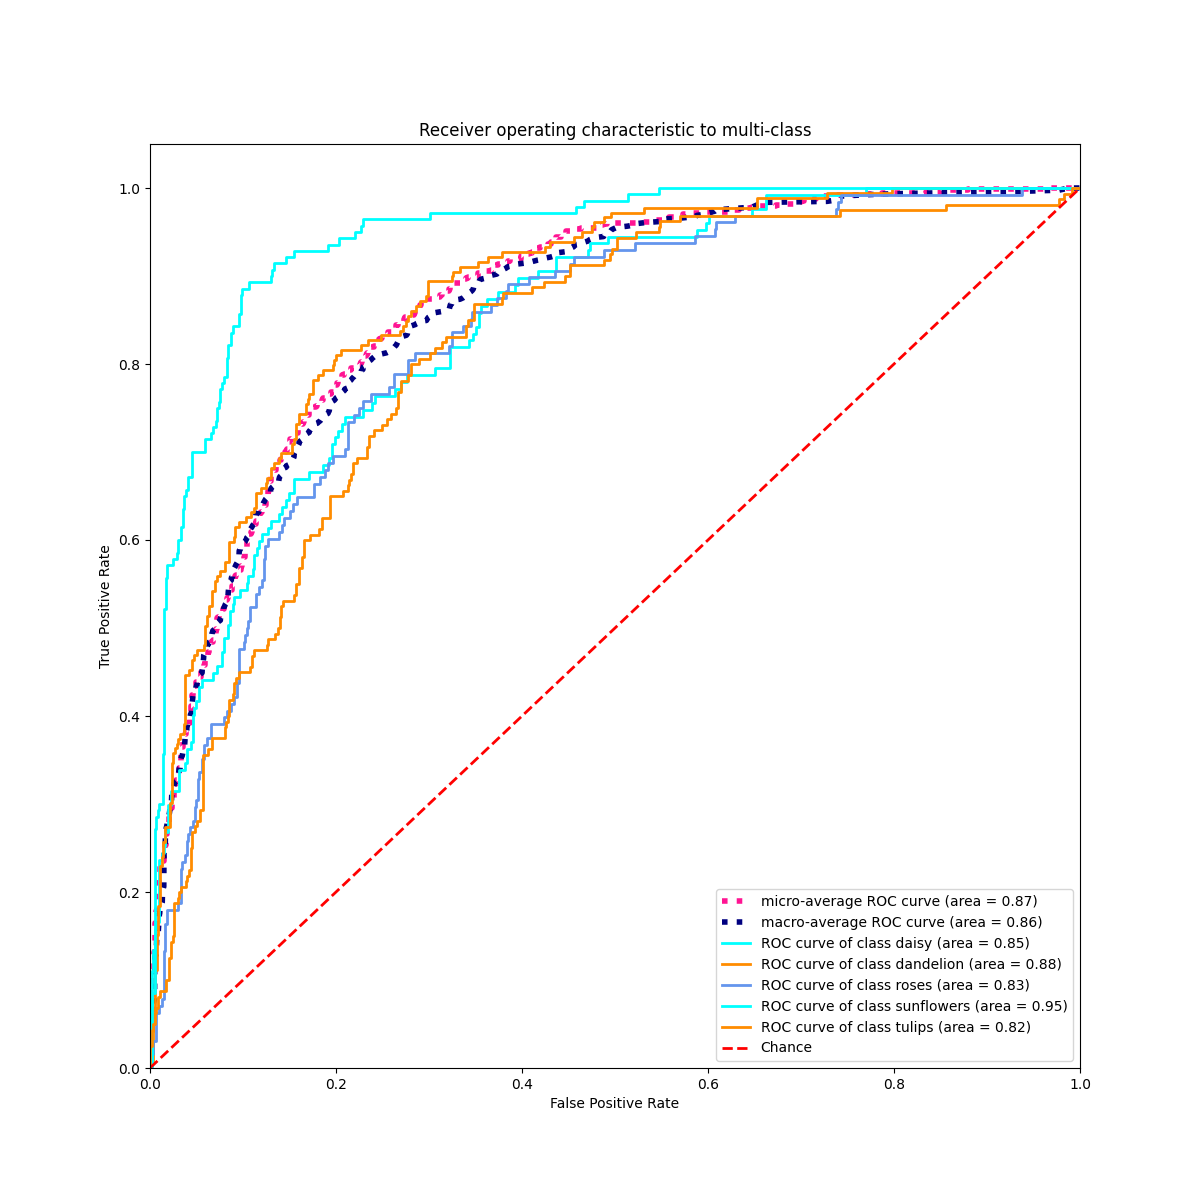 Receiver operating characteristic to multi-class
True Positive Rate
1.0
0.8
0.6
0.4
0.2
0.0
micro-average ROC curve (area = 0.87)
macro-average ROC curve (area = 0.86)
ROC curve of class daisy (area = 0.85)
ROC curve of class dandelion (area = 0.88)
ROC curve of class roses (area = 0.83)
ROC curve of class sunflowers (area = 0.95)
ROC curve of class tulips (area = 0.82)
Chance
0.0 0.2 0.4 0.6 0.8 1.0
False Positive Rate